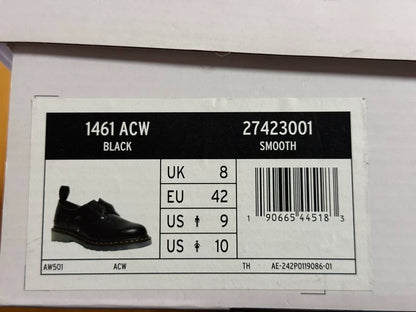 1461 ACW
BLACK
27423001
SMOOTH
UK 8
EU 42
US 9
US 10
1 90665 44518 3
AW501 ACW TH AE-242P0119086-01